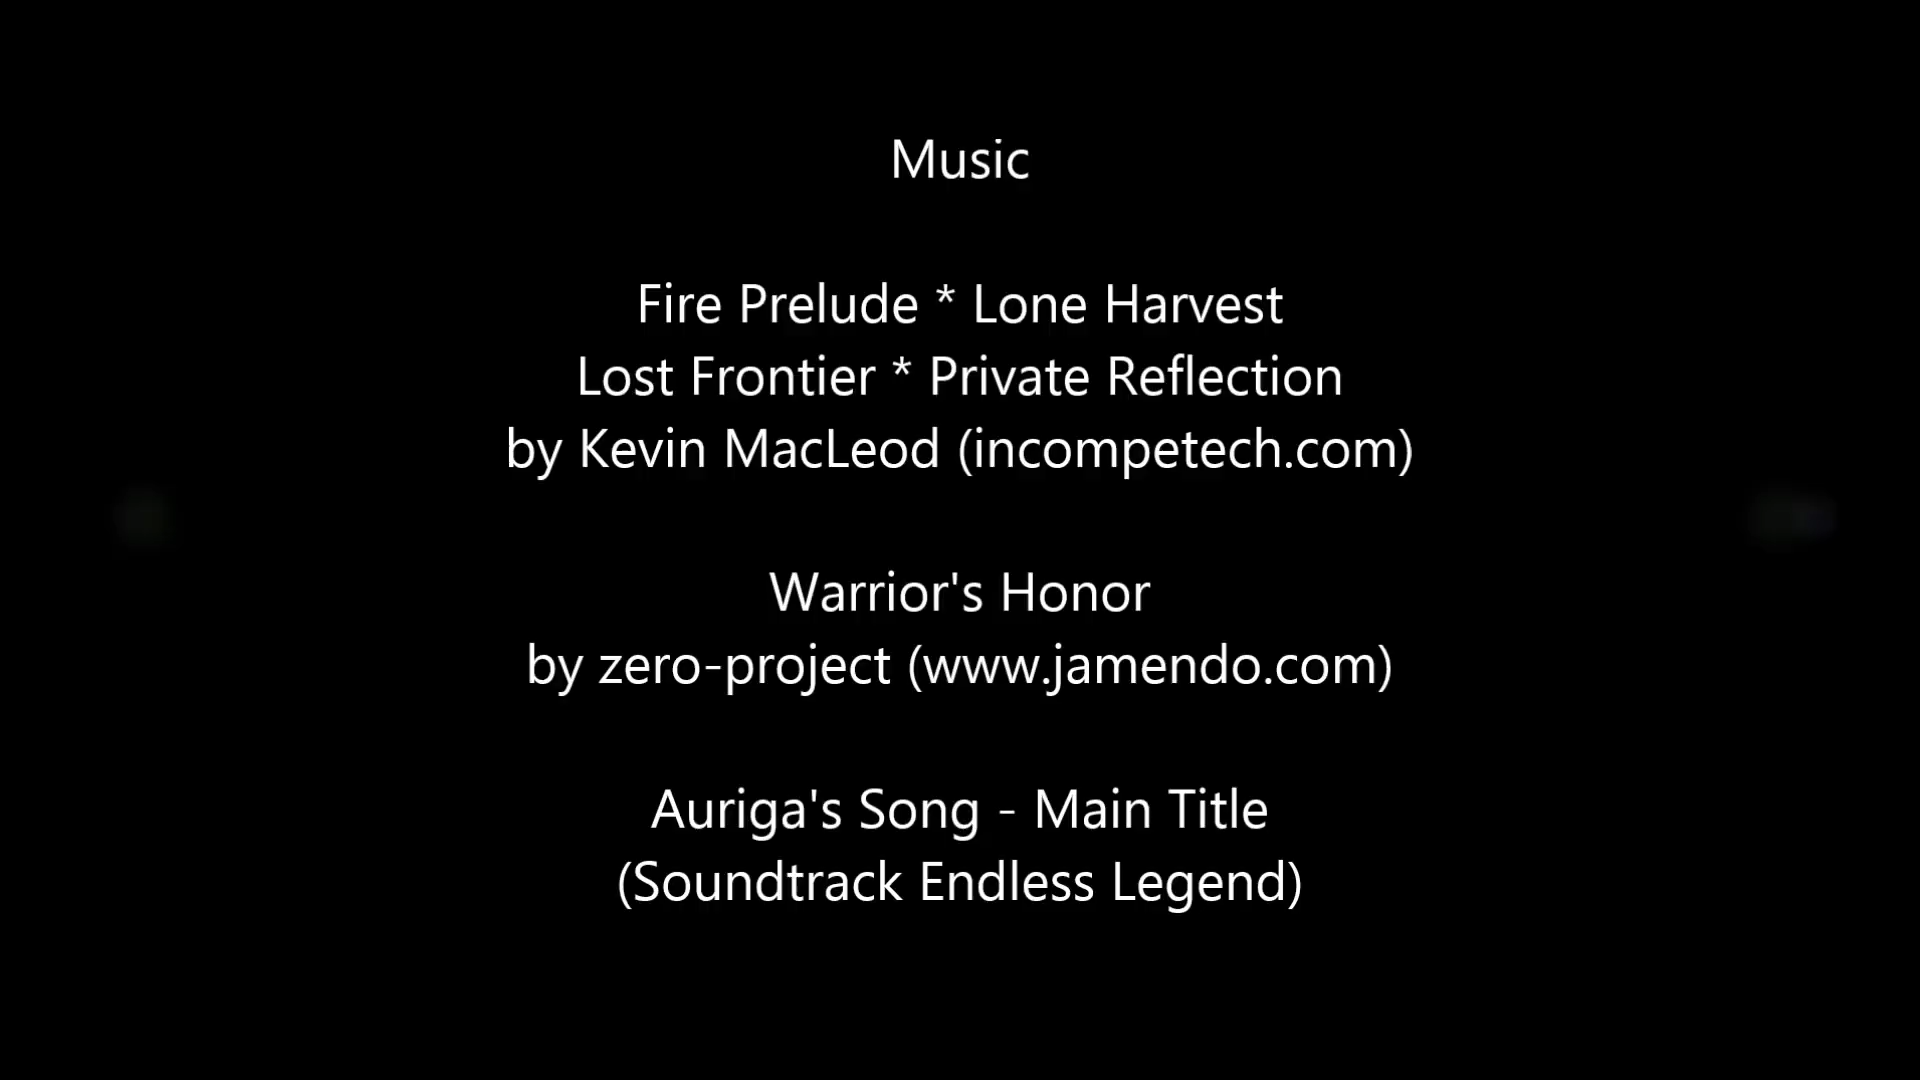 Music
Fire Prelude * Lone Harvest
Lost Frontier * Private Reflection
by Kevin MacLeod (incompetech.com)
Warrior's Honor
by zero-project (www.jamendo.com)
Auriga's Song - Main Title
(Soundtrack Endless Legend)